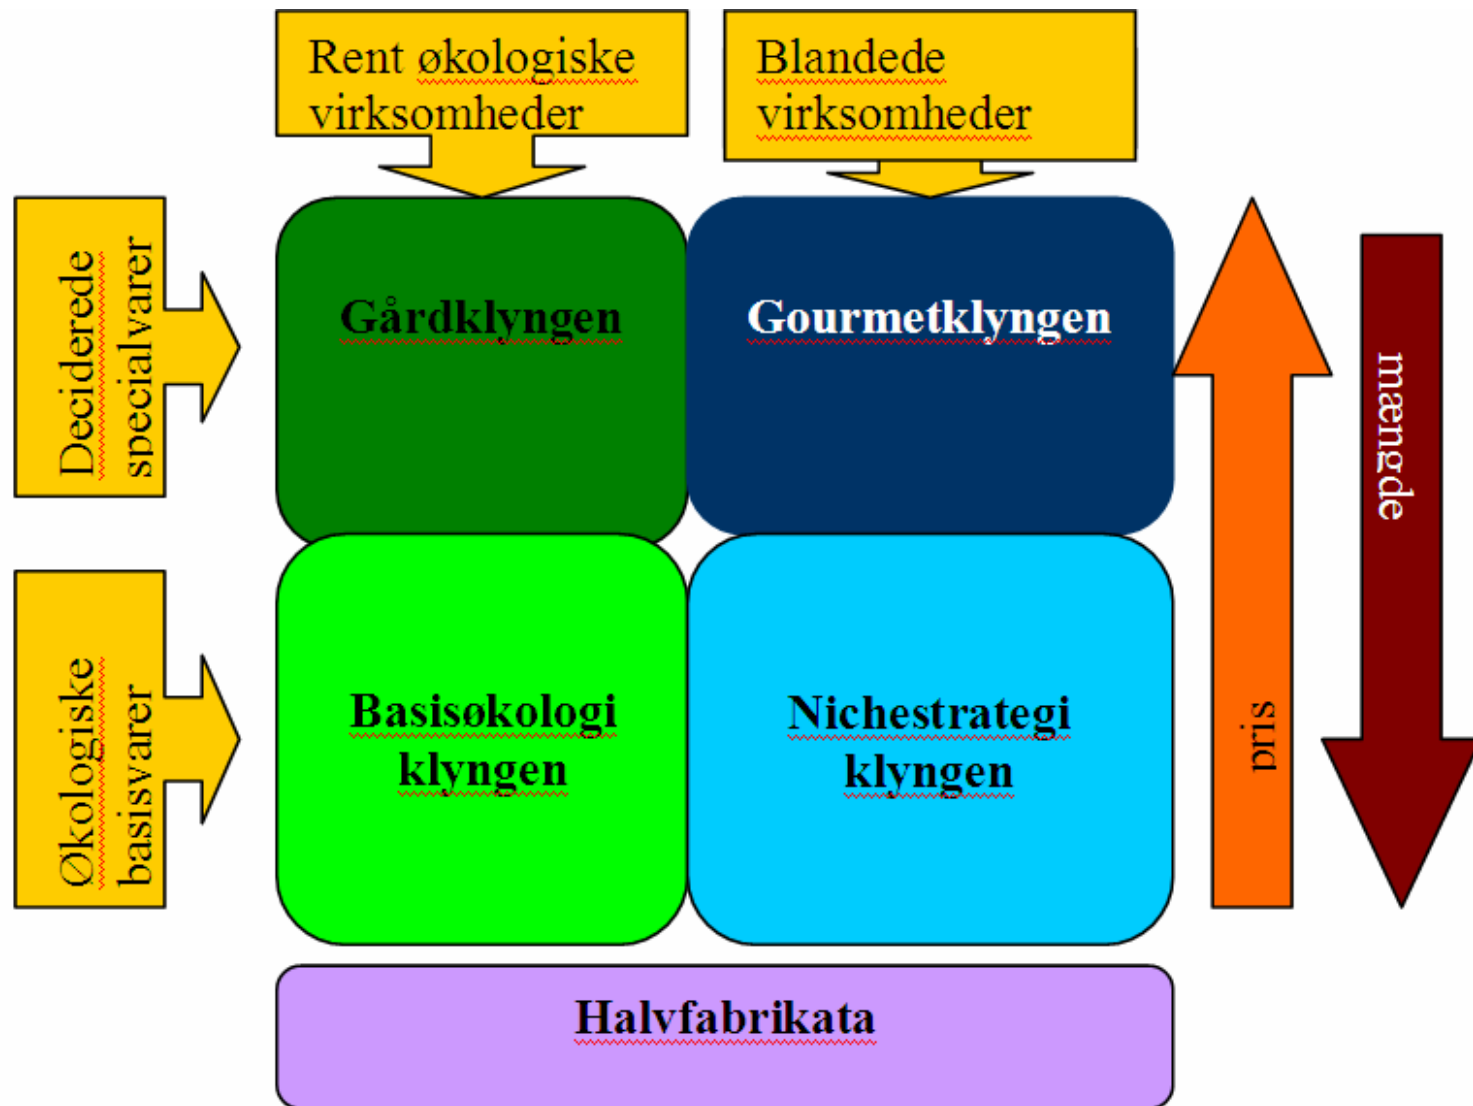 Rent økologiske
virksomheder
Blandede
virksomheder
Deciderede
specialvarer
Gårdklyngen
Gourmetklyngen
mængde
Økologiske
basisvarer
Basisøkologi
klyngen
Nichestrategi
klyngen
pris
Halvfabrikata